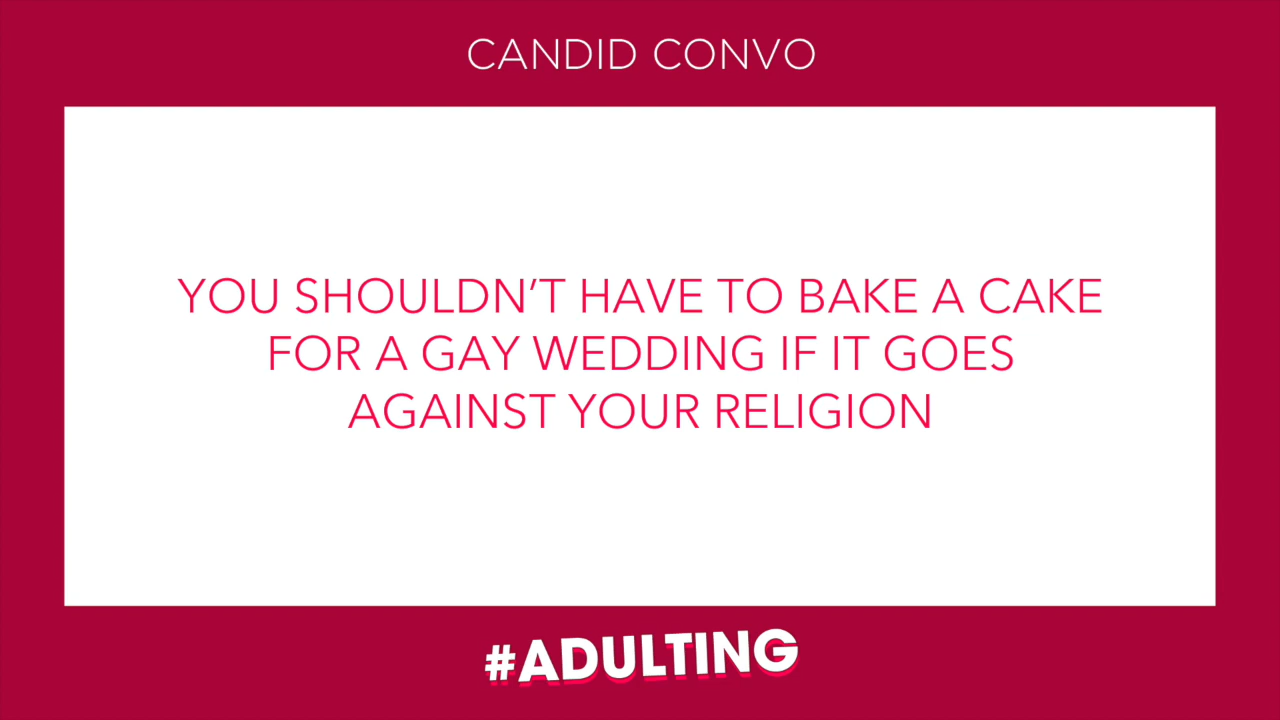 CANDID CONVO
YOU SHOULDN’T HAVE TO BAKE A CAKE
FOR A GAY WEDDING IF IT GOES
AGAINST YOUR RELIGION
#ADULTING